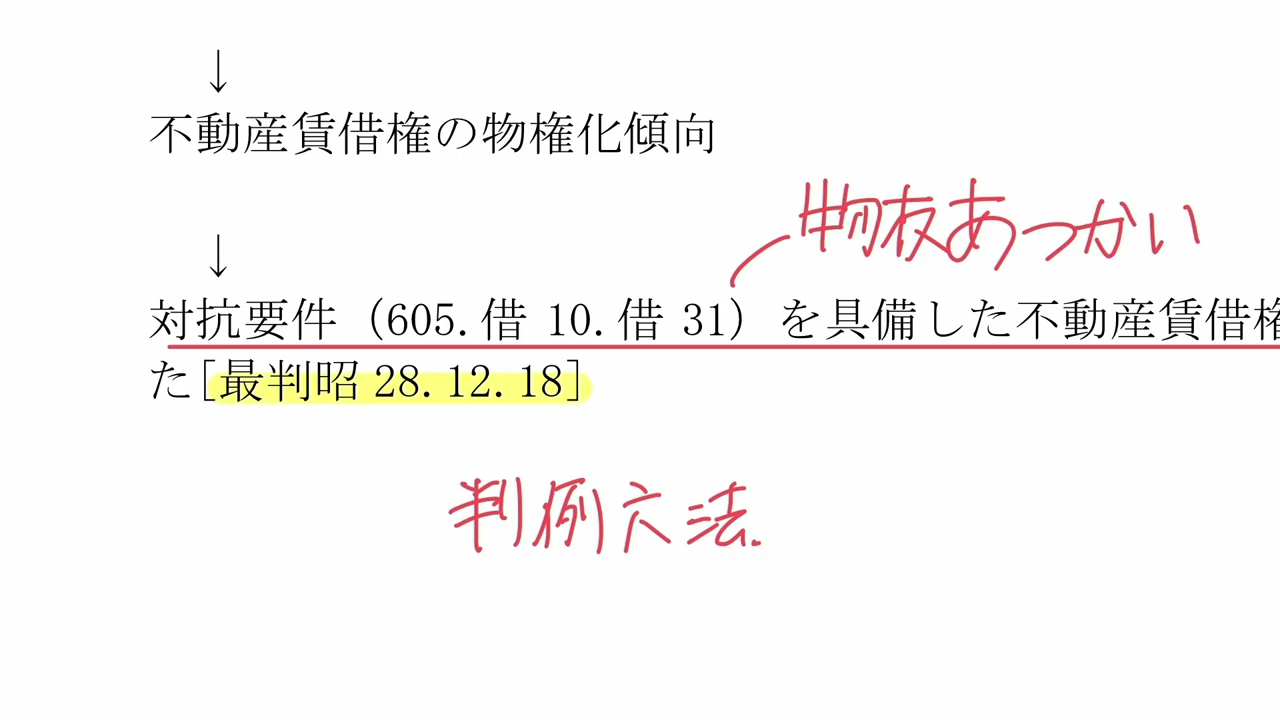 ↓
不動産賃借権の物権化傾向
物权あつかい
↓
対抗要件（605.借 10.借 31）を具備した不動産賃借権
た[最判昭 28.12.18]
判例六法.